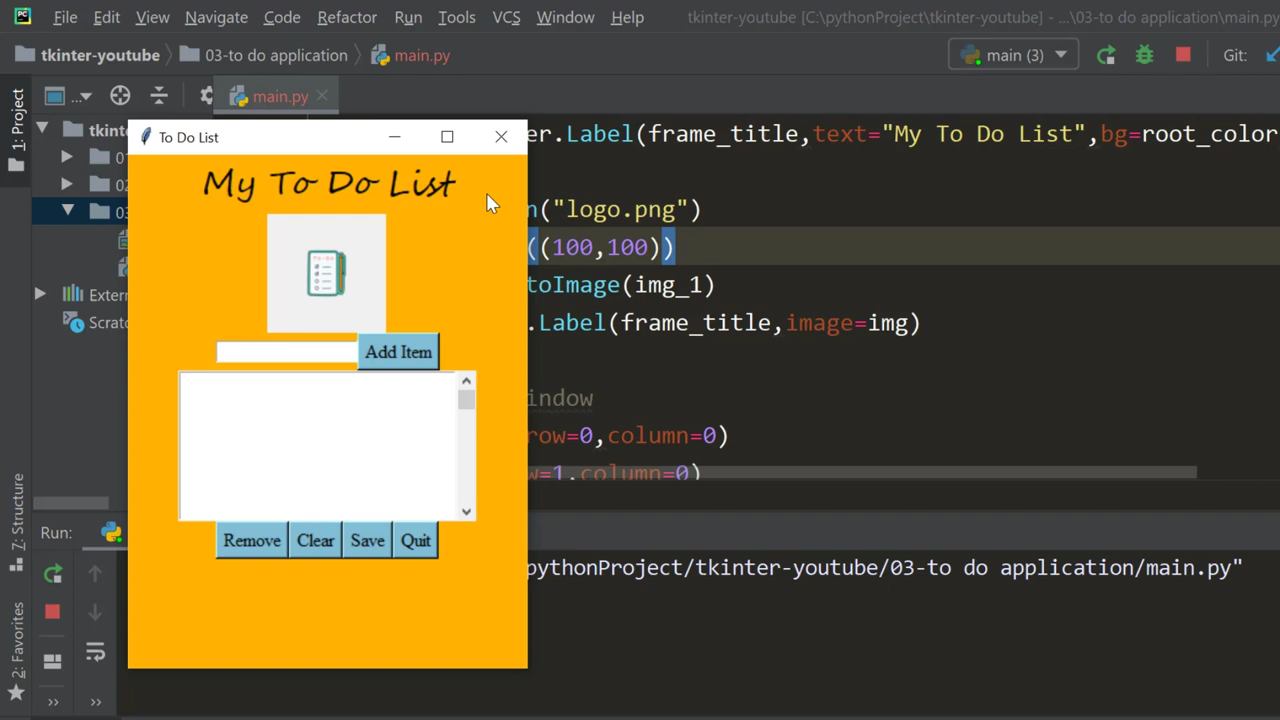 File Edit View Navigate Code Refactor Run Tools VCS Window Help tkinter-youtube [C:\pythonProject\tkinter-youtube] - ...\03-to do application\main.py
tkinter-youtube 03-to do application main.py main (3) Git:
1: Project
... main.py
tkint
01
02
03
Extern
Scratc
er.Label(frame_title,text="My To Do List",bg=root_color
n("logo.png")
((100,100))
toImage(img_1)
.Label(frame_title,image=img)
indow
row=0,column=0)
w=1,column=0)
To Do List
My To Do List
TO-DO
Add Item
Remove Clear Save Quit
7: Structure
2: Favorites
Run:
pythonProject/tkinter-youtube/03-to do application/main.py"